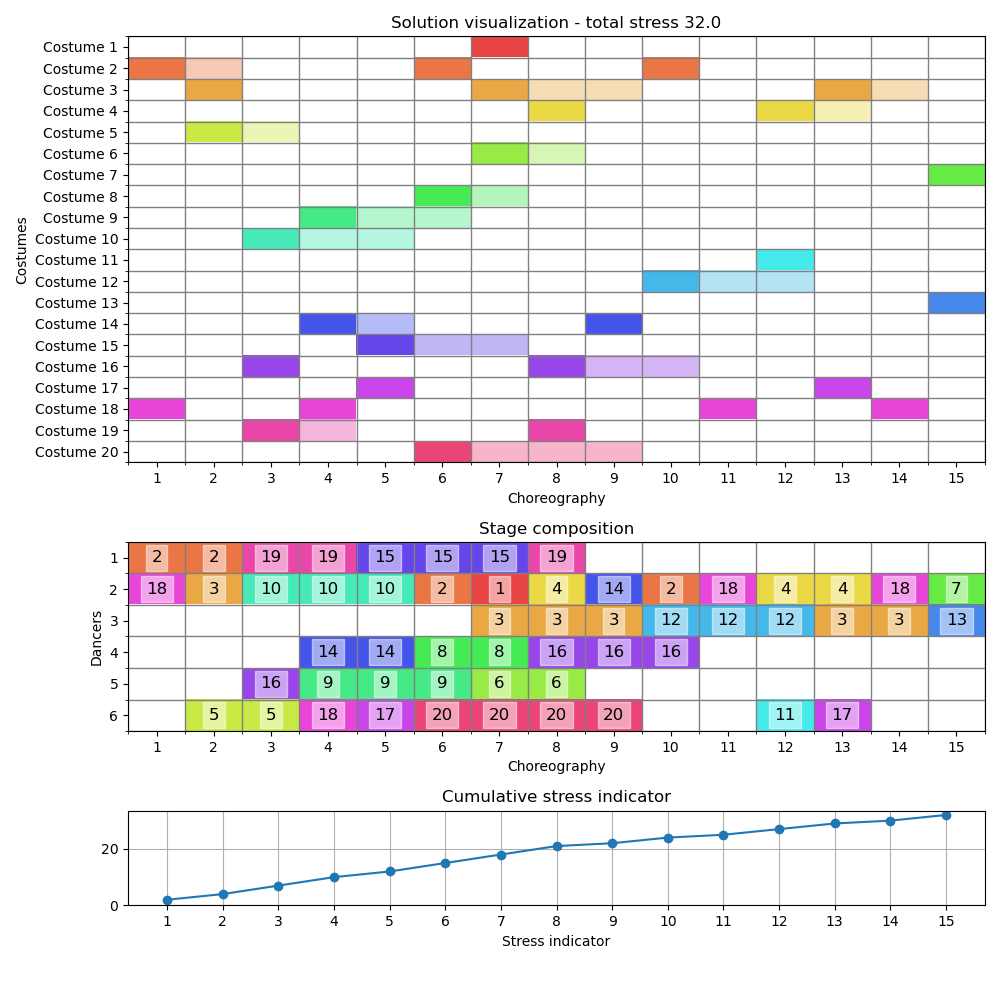 Solution visualization - total stress 32.0
Costumes
Costume 1
Costume 2
Costume 3
Costume 4
Costume 5
Costume 6
Costume 7
Costume 8
Costume 9
Costume 10
Costume 11
Costume 12
Costume 13
Costume 14
Costume 15
Costume 16
Costume 17
Costume 18
Costume 19
Costume 20
1 2 3 4 5 6 7 8 9 10 11 12 13 14 15
Choreography
Stage composition
Dancers
1 2 2 19 19 15 15 15 19
2 18 3 10 10 10 2 1 4 14 2 18 4 4 18 7
3 3 3 3 12 12 12 3 3 13
4 14 14 8 8 16 16 16
5 16 9 9 9 6 6
6 5 5 18 17 20 20 20 20 11 17
1 2 3 4 5 6 7 8 9 10 11 12 13 14 15
Choreography
Cumulative stress indicator
20
0
1 2 3 4 5 6 7 8 9 10 11 12 13 14 15
Stress indicator